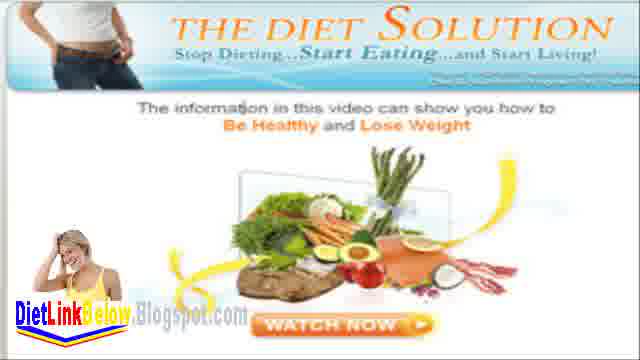 THE DIET SOLUTION
Stop Dieting...Start Eating...and Start Living!
The information in this video can show you how to
Be Healthy and Lose Weight
DietLinkBelow.Blogspot.com
WATCH NOW